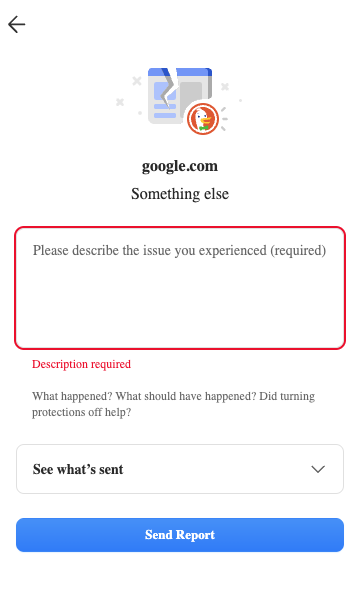 google.com
Something else
Please describe the issue you experienced (required)
Description required
What happened? What should have happened? Did turning
protections off help?
See what’s sent
Send Report